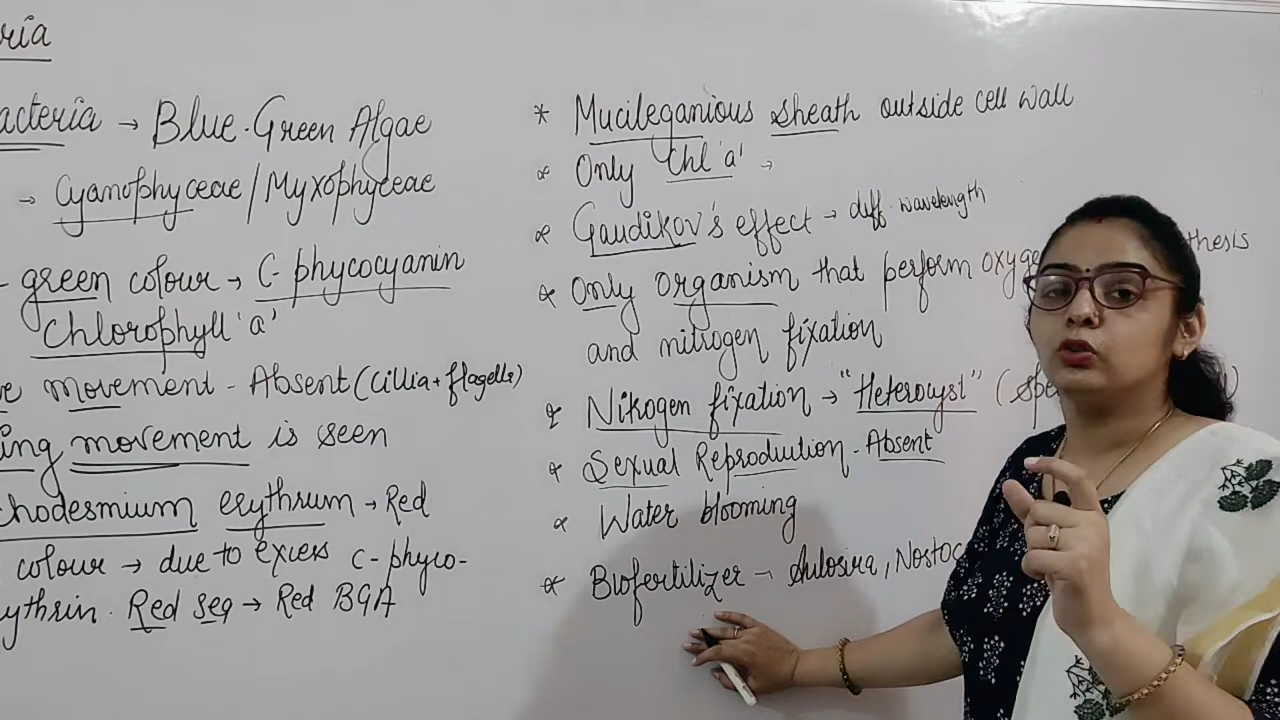 ria
acteria → Blue-Green Algae
→ Cyanophyceae/Myxophyceae
- green colour → C-phycocyanin
Chlorophyll 'a'
e movement - Absent (Cillia + flagella)
ing movement is seen
chodesmium erythrum → Red
colour → due to excess C-phyco-
ythrin. Red sea → Red BGA
* Mucileganious sheath outside cell wall
* Only Chl 'a' →
* Gaudikov's effect → diff. wavelength
* Only organism that perform oxyge thesis
and nitrogen fixation
* Nitrogen fixation → "Heterocyst" (Spe )
* Sexual Reproduction - Absent
* Water blooming
* Biofertilizer - Aulosira, Nostoc